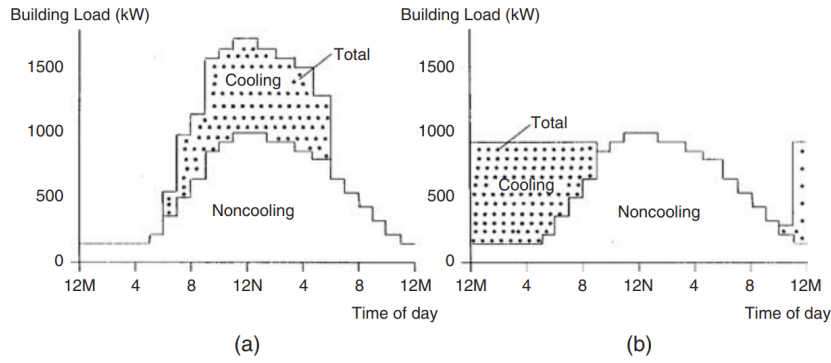 Building Load (kW)
1500
1000
500
0
Total
Cooling
Noncooling
12M 4 8 12N 4 8 12M
Time of day
(a)
Building Load (kW)
1500
1000
500
0
Total
Cooling
Noncooling
12M 4 8 12N 4 8 12M
Time of day
(b)